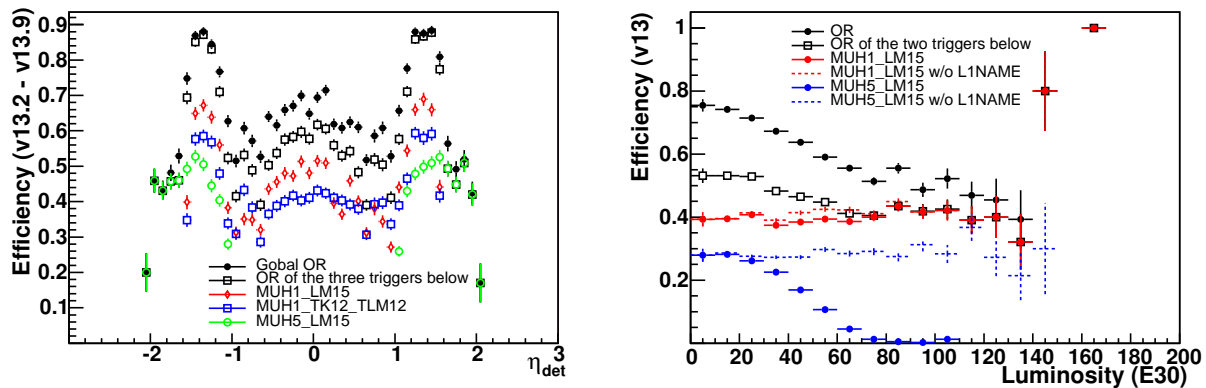 Efficiency (v13.2 - v13.9)
0.9
0.8
0.7
0.6
0.5
0.4
0.3
0.2
0.1
Gobal OR
OR of the three triggers below
MUH1_LM15
MUH1_TK12_TLM12
MUH5_LM15
-2 -1 0 1 2 3
ηdet
Efficiency (v13)
1
0.8
0.6
0.4
0.2
OR
OR of the two triggers below
MUH1_LM15
MUH1_LM15 w/o L1NAME
MUH5_LM15
MUH5_LM15 w/o L1NAME
0 20 40 60 80 100 120 140 160 180 200
Luminosity (E30)